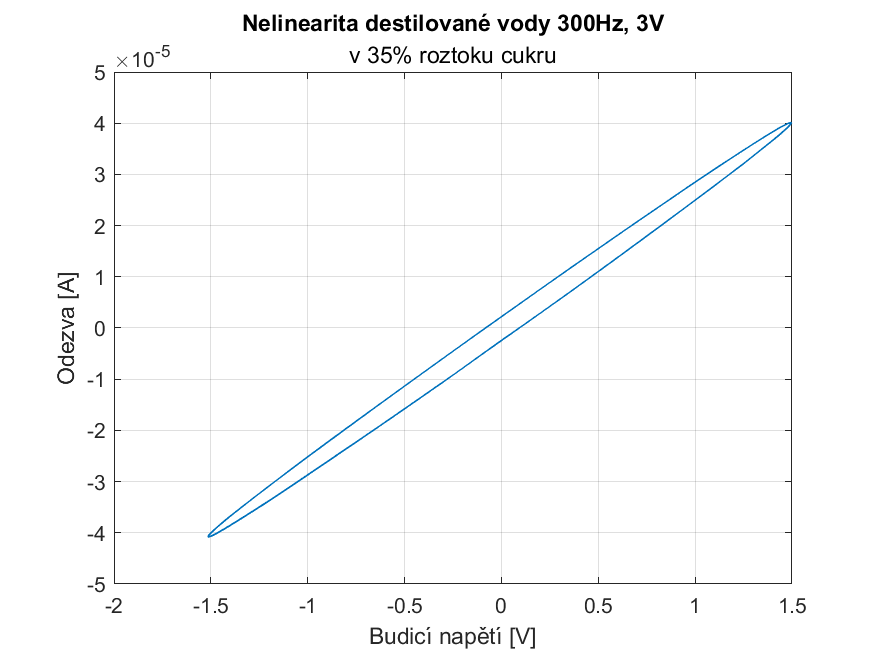 Nelinearita destilované vody 300Hz, 3V
v 35% roztoku cukru
×10-5
5
4
3
2
1
0
-1
-2
-3
-4
-5
Odezva [A]
-2 -1.5 -1 -0.5 0 0.5 1 1.5
Budicí napětí [V]